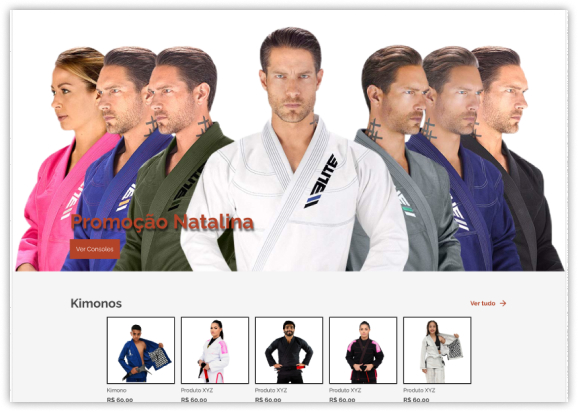 ELITE
Promoção Natalina
Ver Consoles
Kimonos
Ver tudo →
Kimono
Produto XYZ
Produto XYZ
Produto XYZ
Produto XYZ
R$ 60,00
R$ 60,00
R$ 60,00
R$ 60,00
R$ 60,00